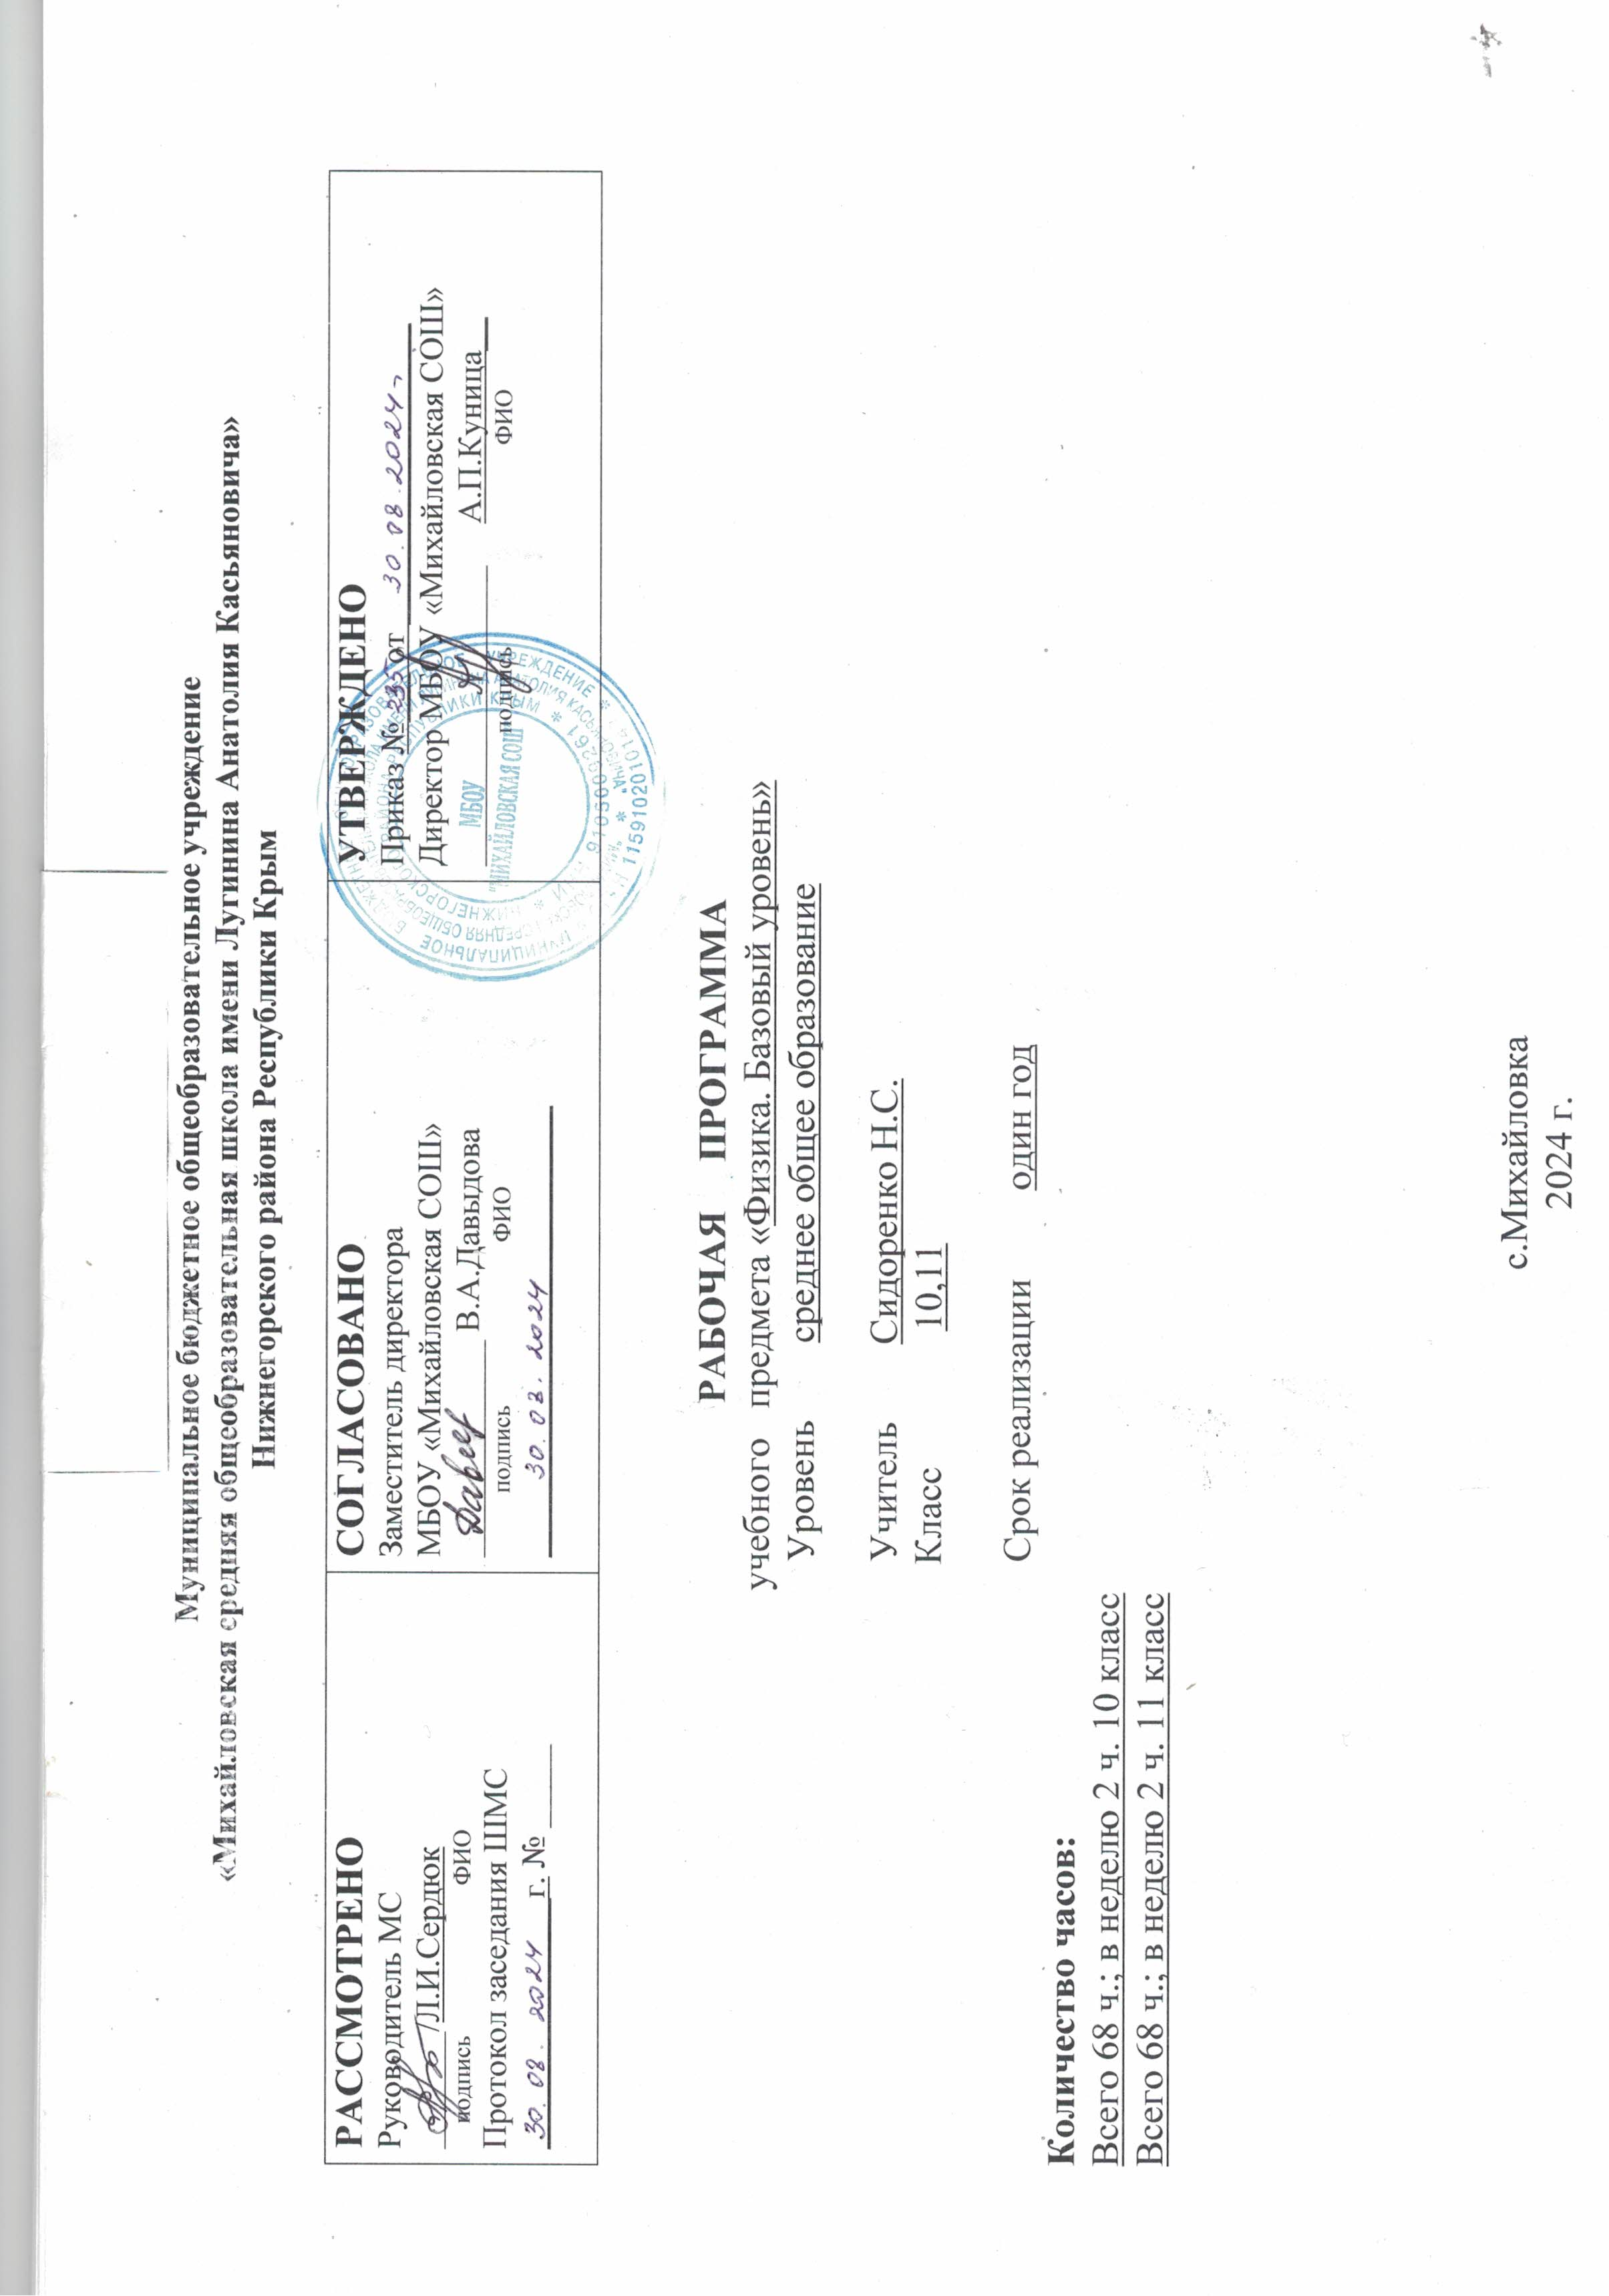 Муниципальное бюджетное общеобразовательное учреждение
«Михайловская средняя общеобразовательная школа имени Лугинина Анатолия Касьяновича»
Нижнегорского района Республики Крым
РАССМОТРЕНО
Руководитель МС
/Л.И.Сердюк
подпись ФИО
Протокол заседания ШМС
30.08.2024 г. №
СОГЛАСОВАНО
Заместитель директора
МБОУ «Михайловская СОШ»
В.А.Давыдова
подпись ФИО
30.08.2024
УТВЕРЖДЕНО
Приказ № 235 от 30.08.2024
Директор МБОУ «Михайловская СОШ»
А.П.Куница
подпись ФИО
МБОУ
"МИХАЙЛОВСКАЯ СОШ"
РАБОЧАЯ ПРОГРАММА
учебного предмета «Физика. Базовый уровень»
Уровень среднее общее образование
Учитель Сидоренко Н.С.
Класс 10,11
Срок реализации один год
Количество часов:
Всего 68 ч.; в неделю 2 ч. 10 класс
Всего 68 ч.; в неделю 2 ч. 11 класс
с.Михайловка
2024 г.